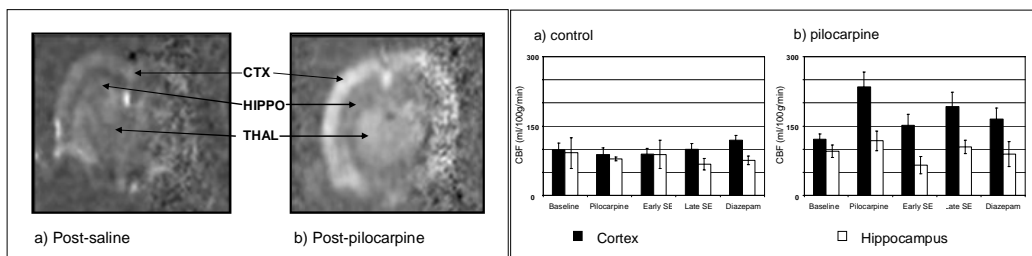 CTX
HIPPO
THAL
a) Post-saline
b) Post-pilocarpine
a) control
300
150
0
CBF (ml/100g/min)
Baseline Pilocarpine Early SE Late SE Diazepam
b) pilocarpine
300
150
0
CBF (ml/100g/min)
Baseline Pilocarpine Early SE Late SE Diazepam
Cortex
Hippocampus